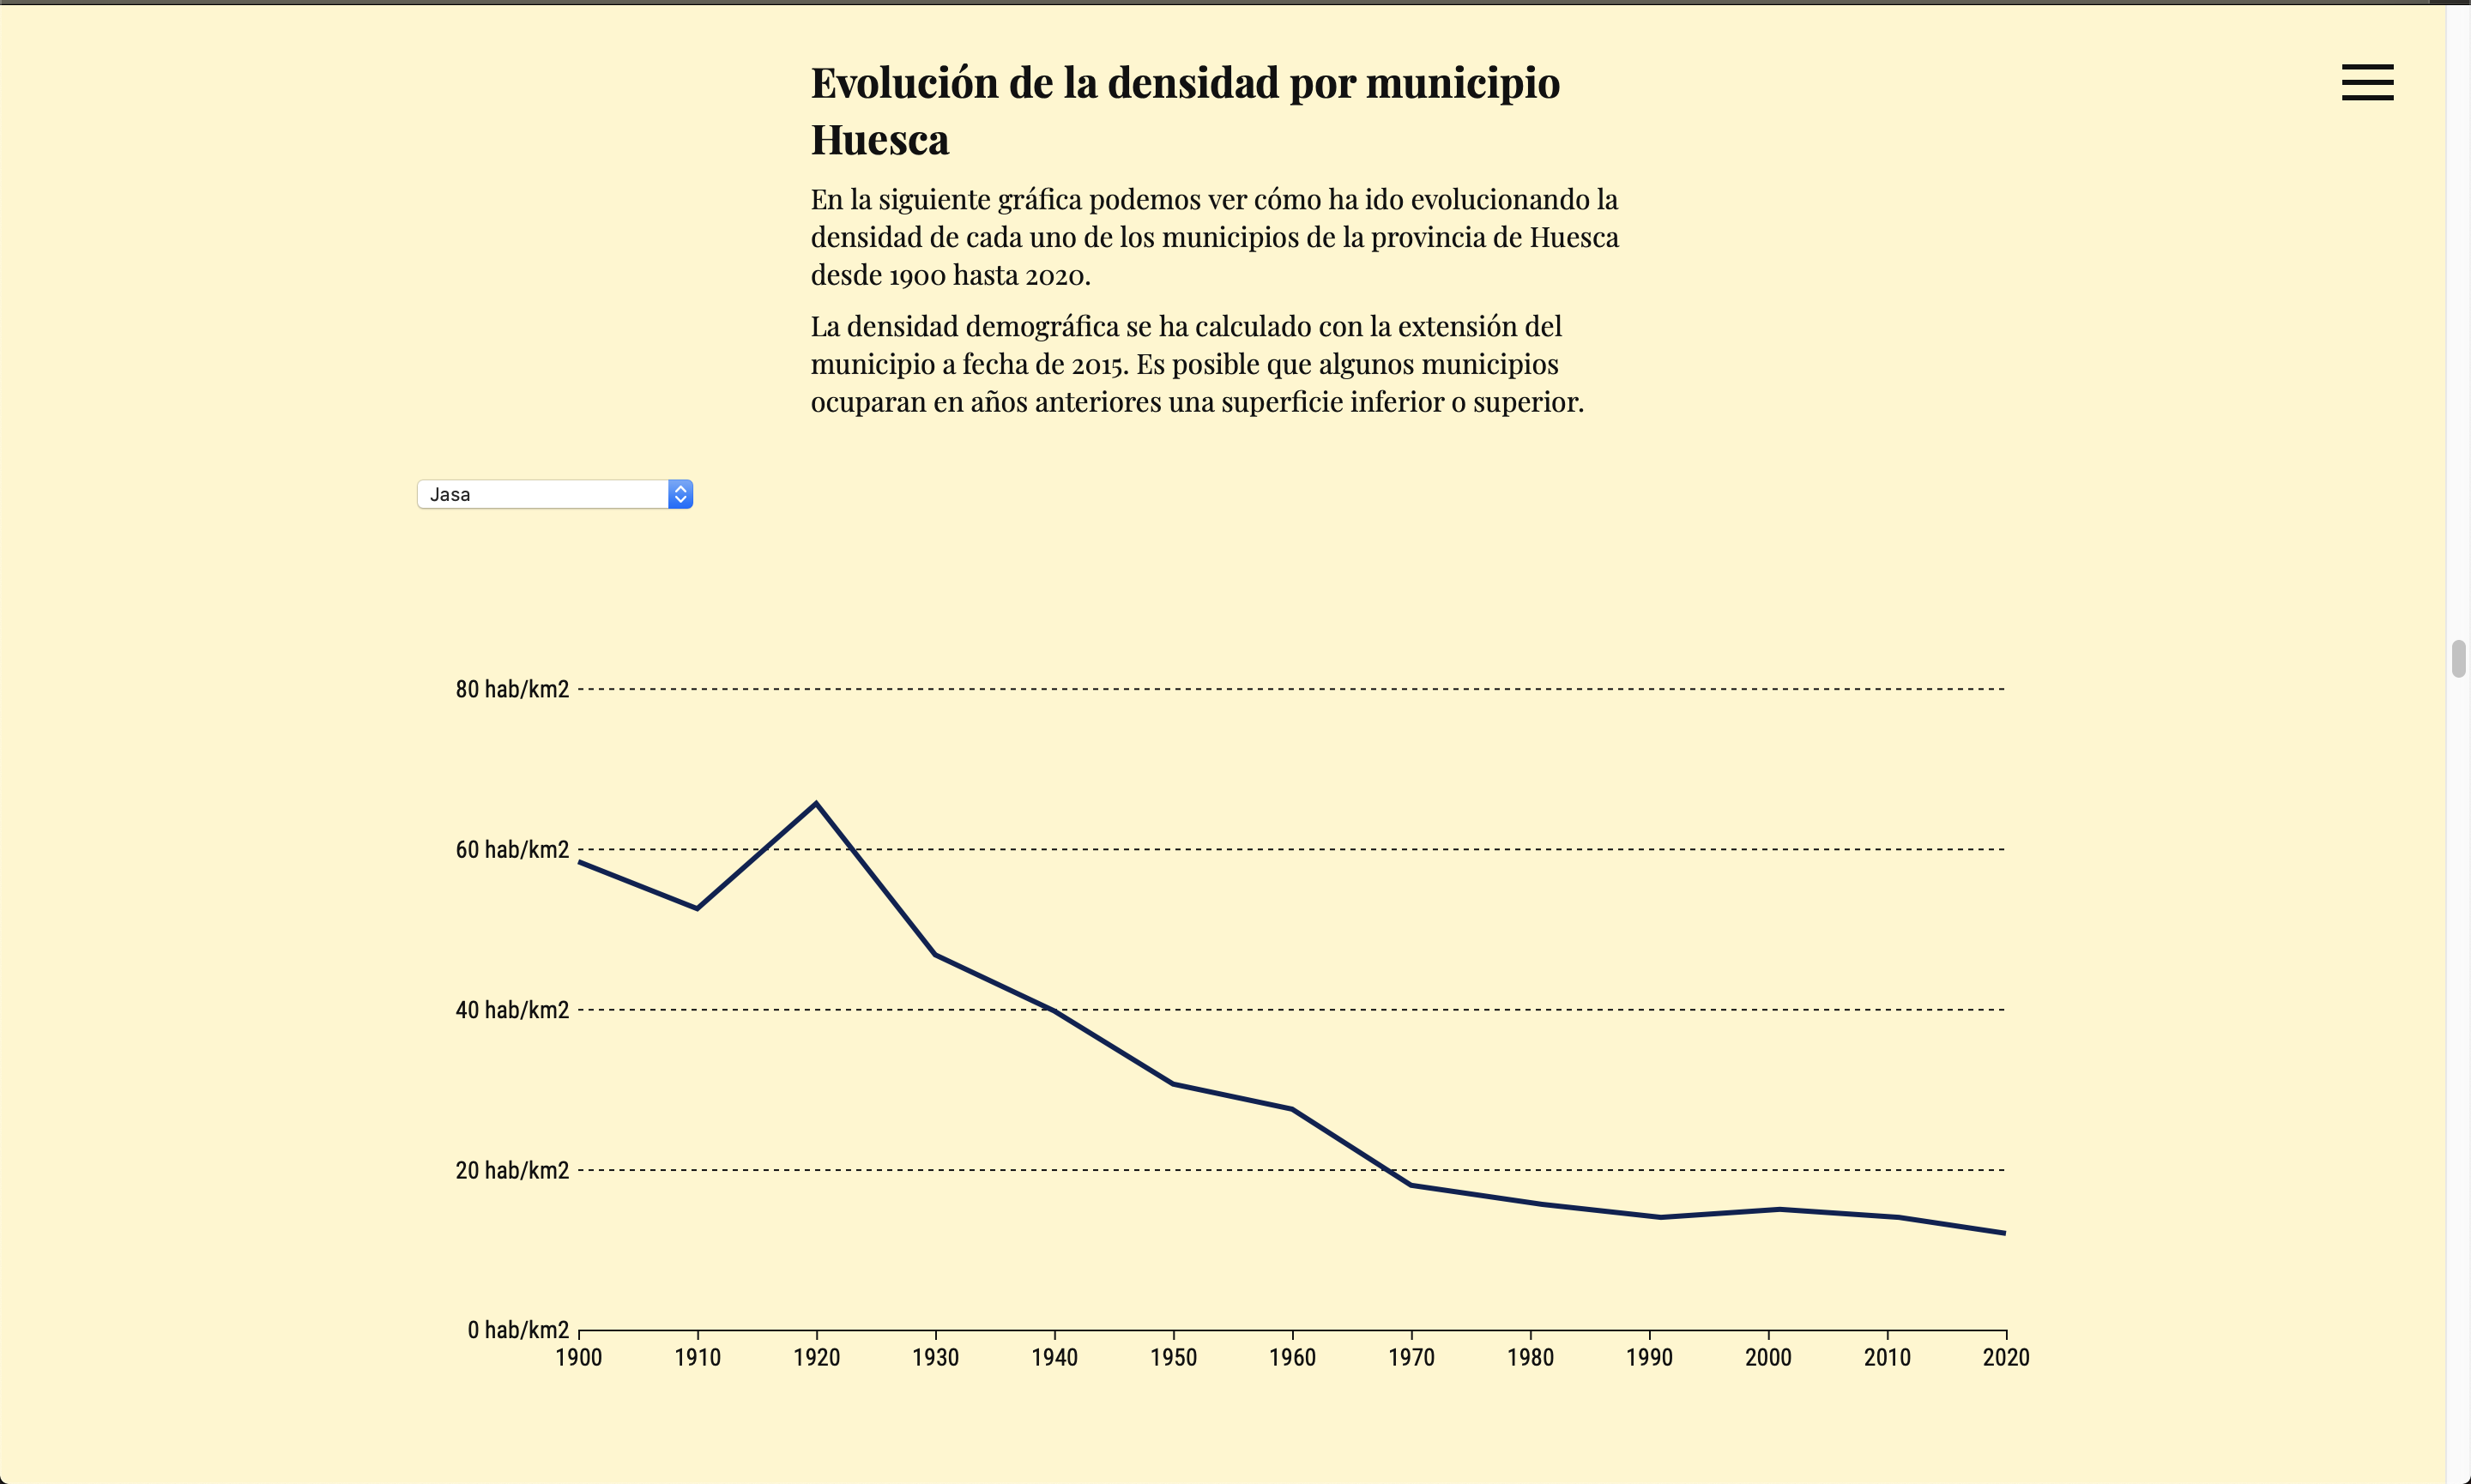 Evolución de la densidad por municipio
Huesca
En la siguiente gráfica podemos ver cómo ha ido evolucionando la
densidad de cada uno de los municipios de la provincia de Huesca
desde 1900 hasta 2020.
La densidad demográfica se ha calculado con la extensión del
municipio a fecha de 2015. Es posible que algunos municipios
ocuparan en años anteriores una superficie inferior o superior.
Jasa
80 hab/km2
60 hab/km2
40 hab/km2
20 hab/km2
0 hab/km2
1900 1910 1920 1930 1940 1950 1960 1970 1980 1990 2000 2010 2020